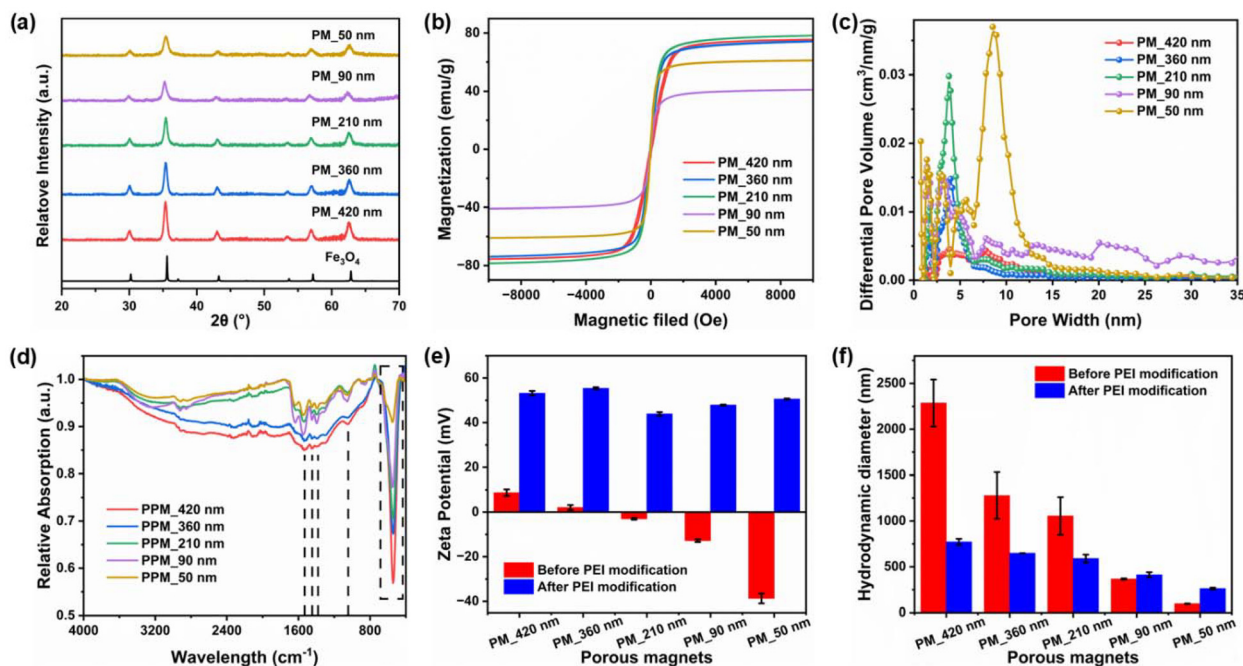 (a)
Relatove Intensity (a.u.)
PM_50 nm
PM_90 nm
PM_210 nm
PM_360 nm
PM_420 nm
Fe₃O₄
20 30 40 50 60 70
2θ (°)
(b)
Magnetization (emu/g)
80
40
0
−40
−80
PM_420 nm
PM_360 nm
PM_210 nm
PM_90 nm
PM_50 nm
−8000 −4000 0 4000 8000
Magnetic filed (Oe)
(c)
Differential Pore Volume (cm³/nm/g)
0.03
0.02
0.01
0.00
PM_420 nm
PM_360 nm
PM_210 nm
PM_90 nm
PM_50 nm
0 5 10 15 20 25 30 35
Pore Width (nm)
(d)
Relative Absorption (a.u.)
1.0
0.9
0.8
0.7
0.6
0.5
PPM_420 nm
PPM_360 nm
PPM_210 nm
PPM_90 nm
PPM_50 nm
4000 3200 2400 1600 800
Wavelength (cm⁻¹)
(e)
Zeta Potential (mV)
60
40
20
0
−20
−40
Before PEI modification
After PEI modification
PM_420 nm PM_360 nm PM_210 nm PM_90 nm PM_50 nm
Porous magnets
(f)
Hydrodynamic diameter (nm)
2500
2000
1500
1250
750
500
250
0
Before PEI modification
After PEI modification
PM_420 nm PM_360 nm PM_210 nm PM_90 nm PM_50 nm
Porous magnets